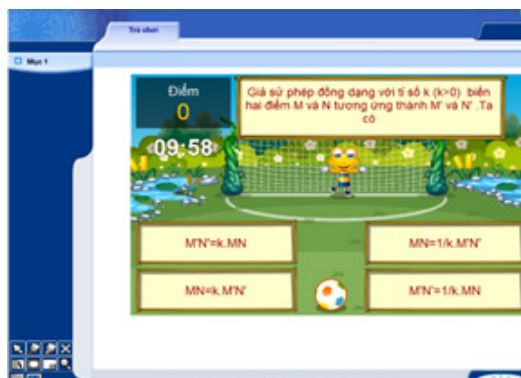 Trò chơi
Mục 1
Điểm
0
09:58
Giả sử phép đồng dạng với tỉ số k (k>0) biến
hai điểm M và N tương ứng thành M' và N' .Ta
có
M'N'=k.MN
MN=1/k.M'N'
MN=k.M'N'
M'N'=1/k.MN